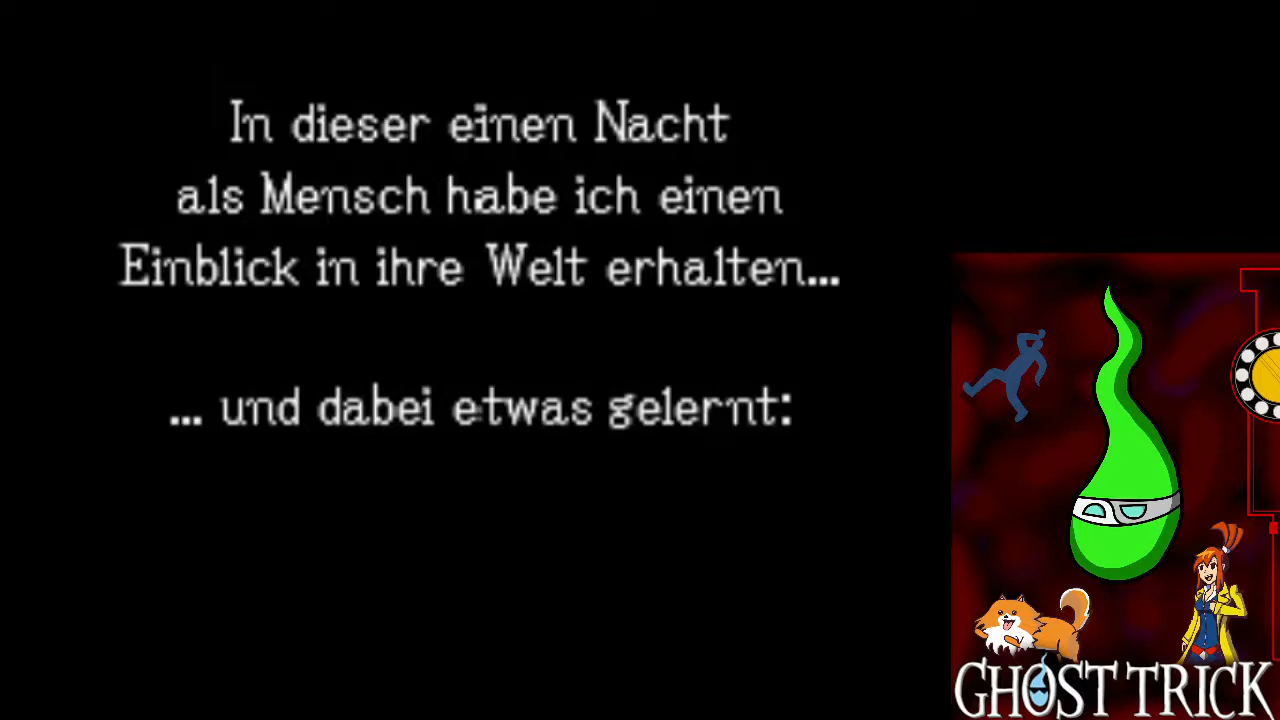 In dieser einen Nacht
als Mensch habe ich einen
Einblick in ihre Welt erhalten...
... und dabei etwas gelernt:
GHOST TRICK